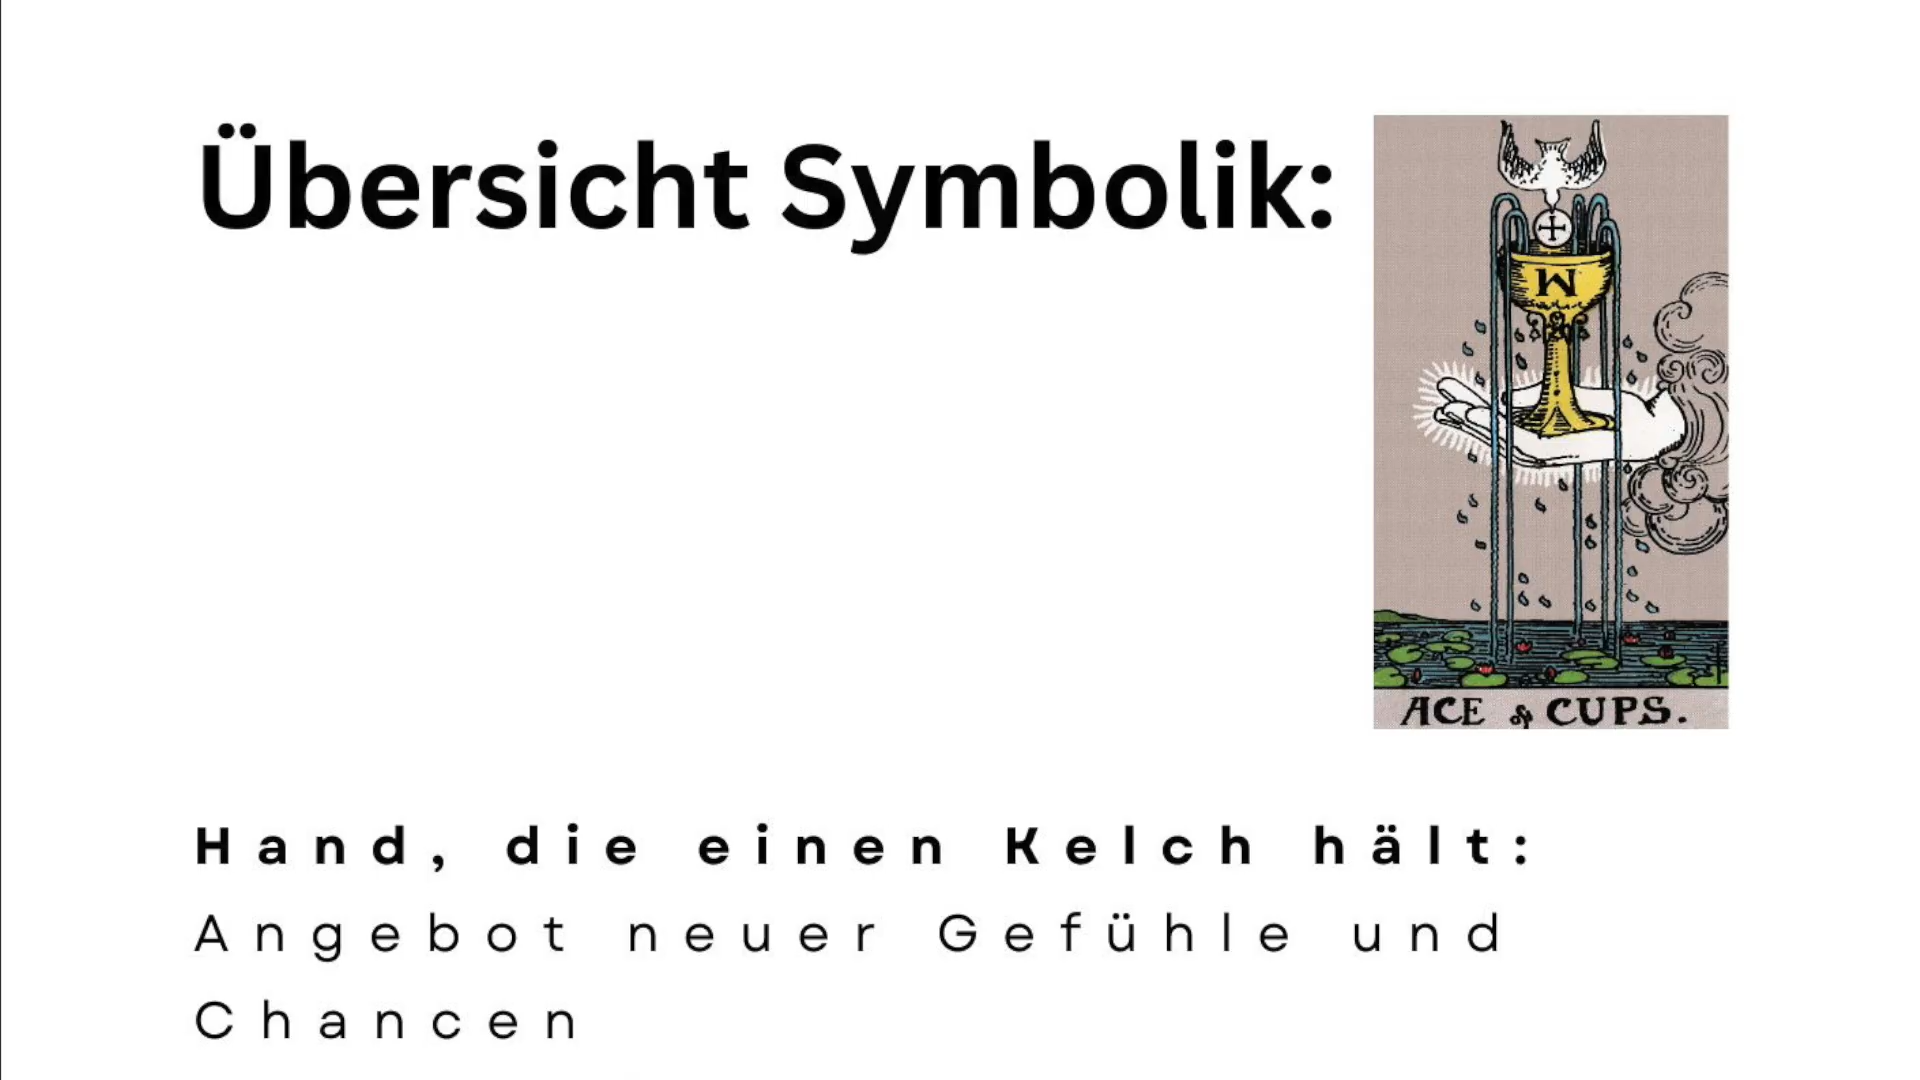 Übersicht Symbolik:
W
ACE of CUPS.
Hand, die einen Kelch hält:
Angebot neuer Gefühle und
Chancen